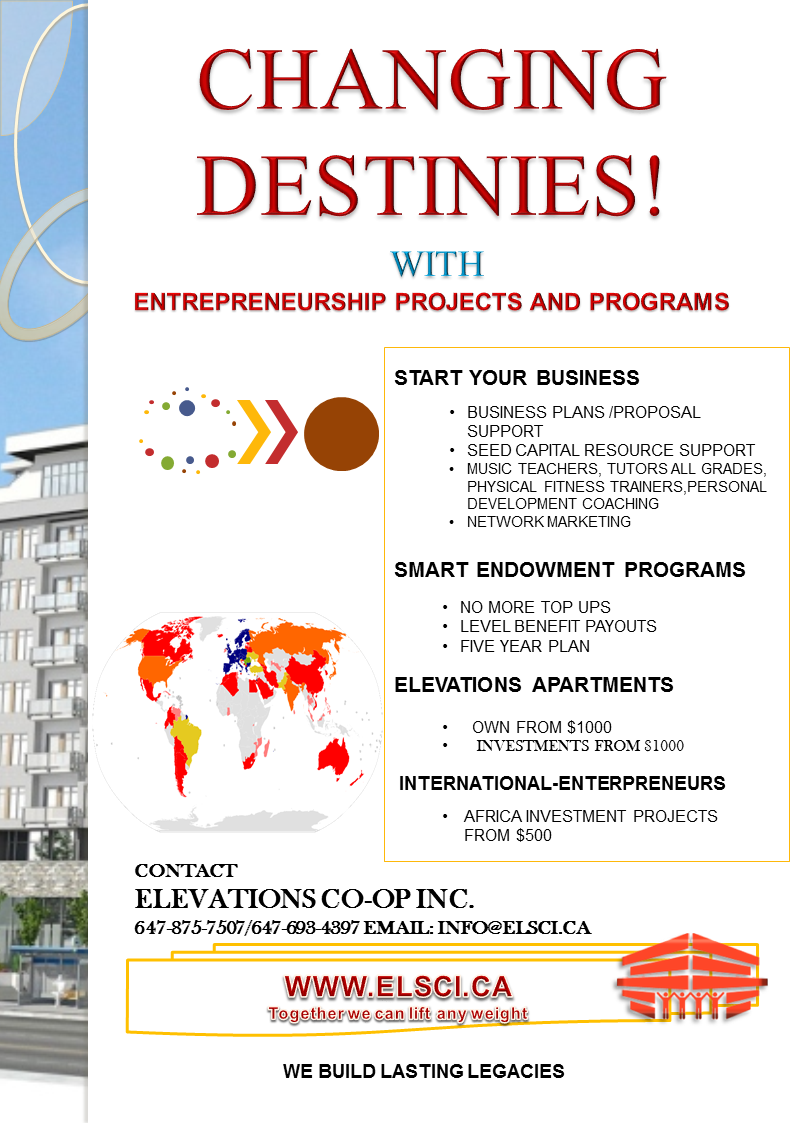 CHANGING
DESTINIES!
WITH
ENTREPRENEURSHIP PROJECTS AND PROGRAMS
START YOUR BUSINESS
• BUSINESS PLANS /PROPOSAL
SUPPORT
• SEED CAPITAL RESOURCE SUPPORT
• MUSIC TEACHERS, TUTORS ALL GRADES,
PHYSICAL FITNESS TRAINERS,PERSONAL
DEVELOPMENT COACHING
• NETWORK MARKETING
SMART ENDOWMENT PROGRAMS
• NO MORE TOP UPS
• LEVEL BENEFIT PAYOUTS
• FIVE YEAR PLAN
ELEVATIONS APARTMENTS
• OWN FROM $1000
• INVESTMENTS FROM $1000
INTERNATIONAL-ENTERPRENEURS
• AFRICA INVESTMENT PROJECTS
FROM $500
CONTACT
ELEVATIONS CO-OP INC.
647-875-7507/647-693-4397 EMAIL: INFO@ELSCI.CA
WWW.ELSCI.CA
Together we can lift any weight
WE BUILD LASTING LEGACIES